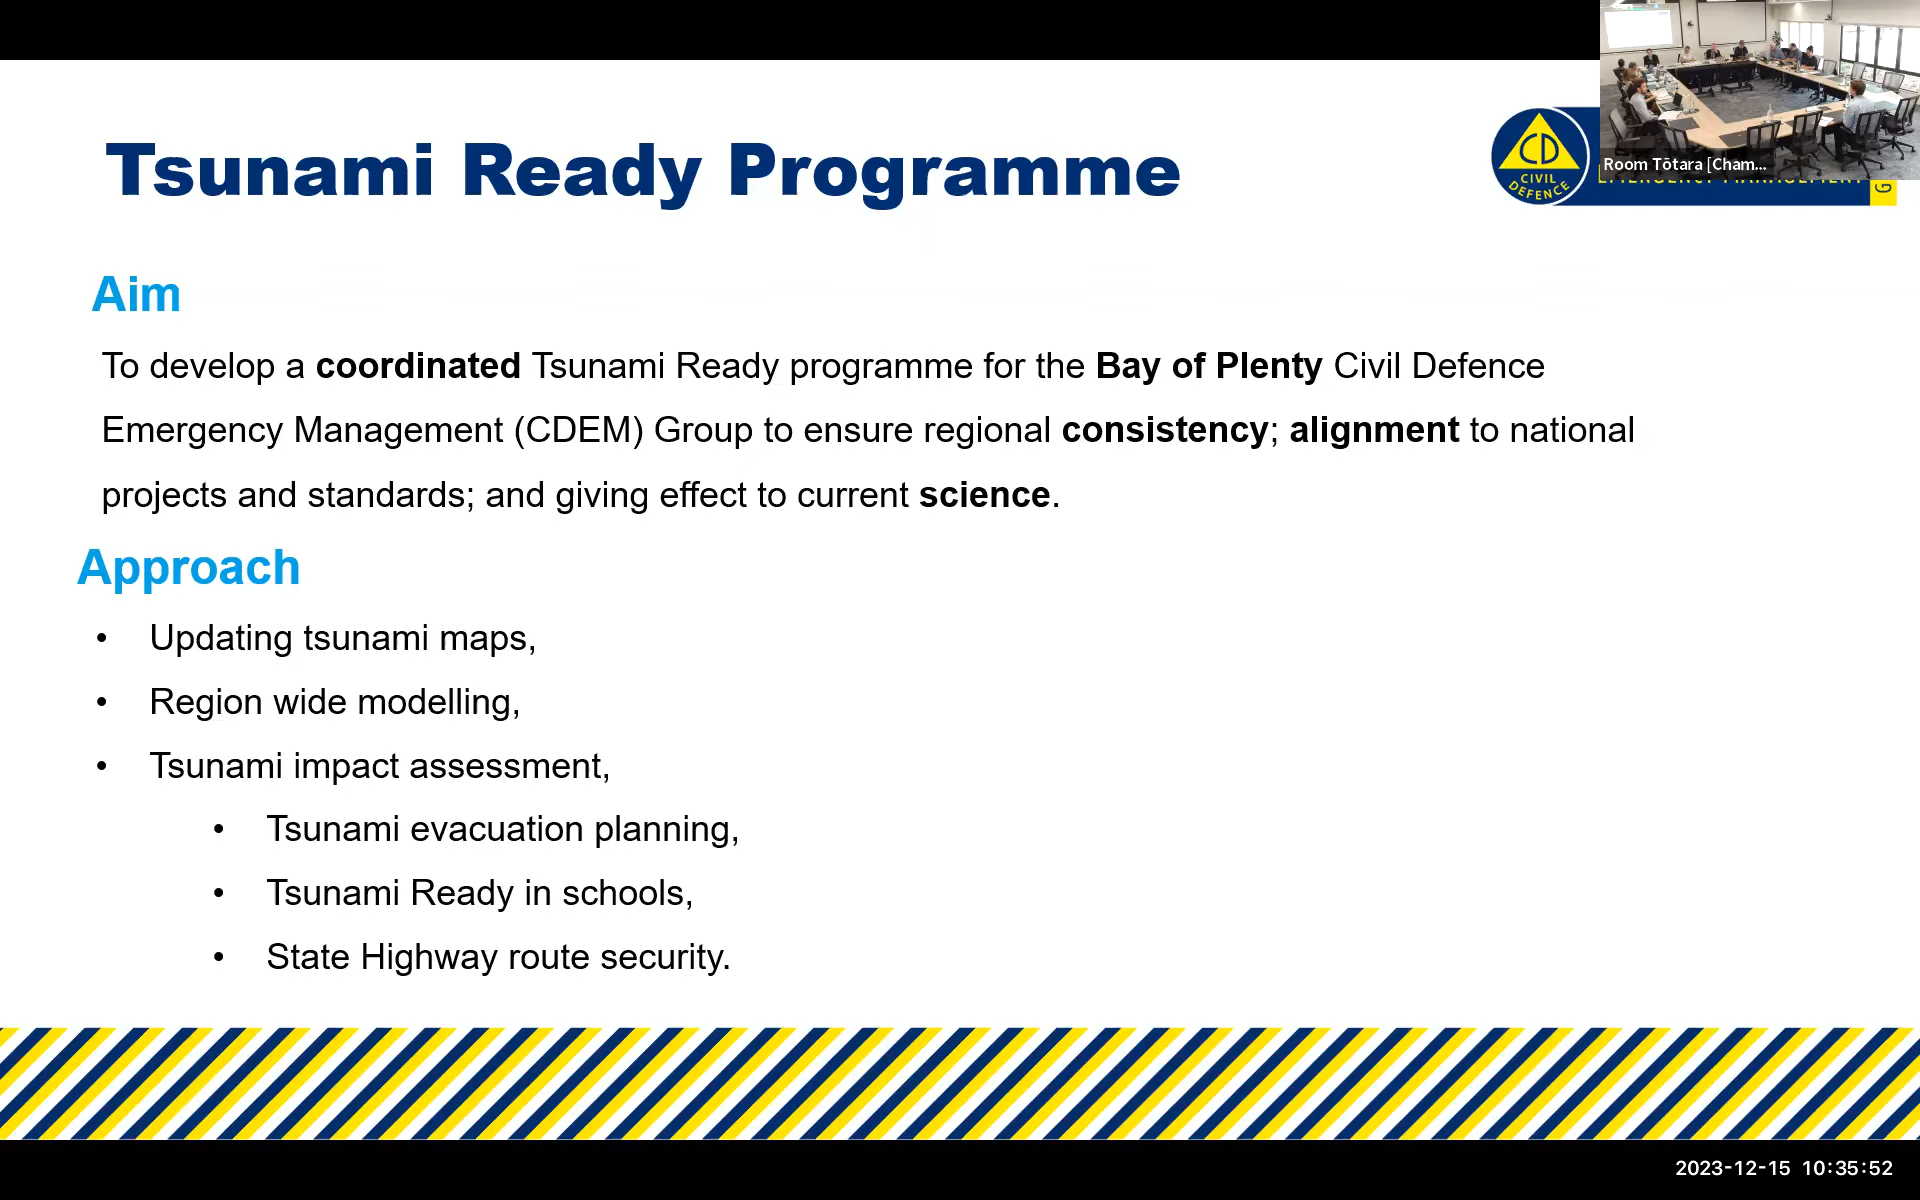 Tsunami Ready Programme
CD
CIVIL
DEFENCE
Room Tōtara [Cham...
Aim
To develop a coordinated Tsunami Ready programme for the Bay of Plenty Civil Defence
Emergency Management (CDEM) Group to ensure regional consistency; alignment to national
projects and standards; and giving effect to current science.
Approach
• Updating tsunami maps,
• Region wide modelling,
• Tsunami impact assessment,
• Tsunami evacuation planning,
• Tsunami Ready in schools,
• State Highway route security.
2023-12-15 10:35:52